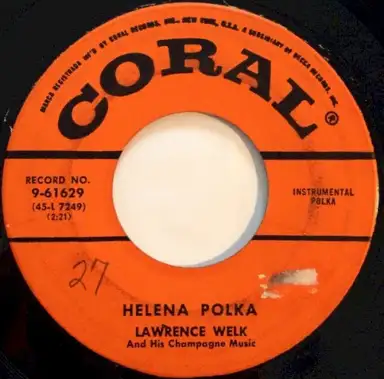 MARCA REGISTRADA MF'D BY CORAL RECORDS, INC., NEW YORK, U.S.A. A SUBSIDIARY OF DECCA RECORDS, INC.
CORAL®
RECORD NO.
9-61629
(45-L 7249)
(2:21)
INSTRUMENTAL
POLKA
27
HELENA POLKA
LAWRENCE WELK
And His Champagne Music